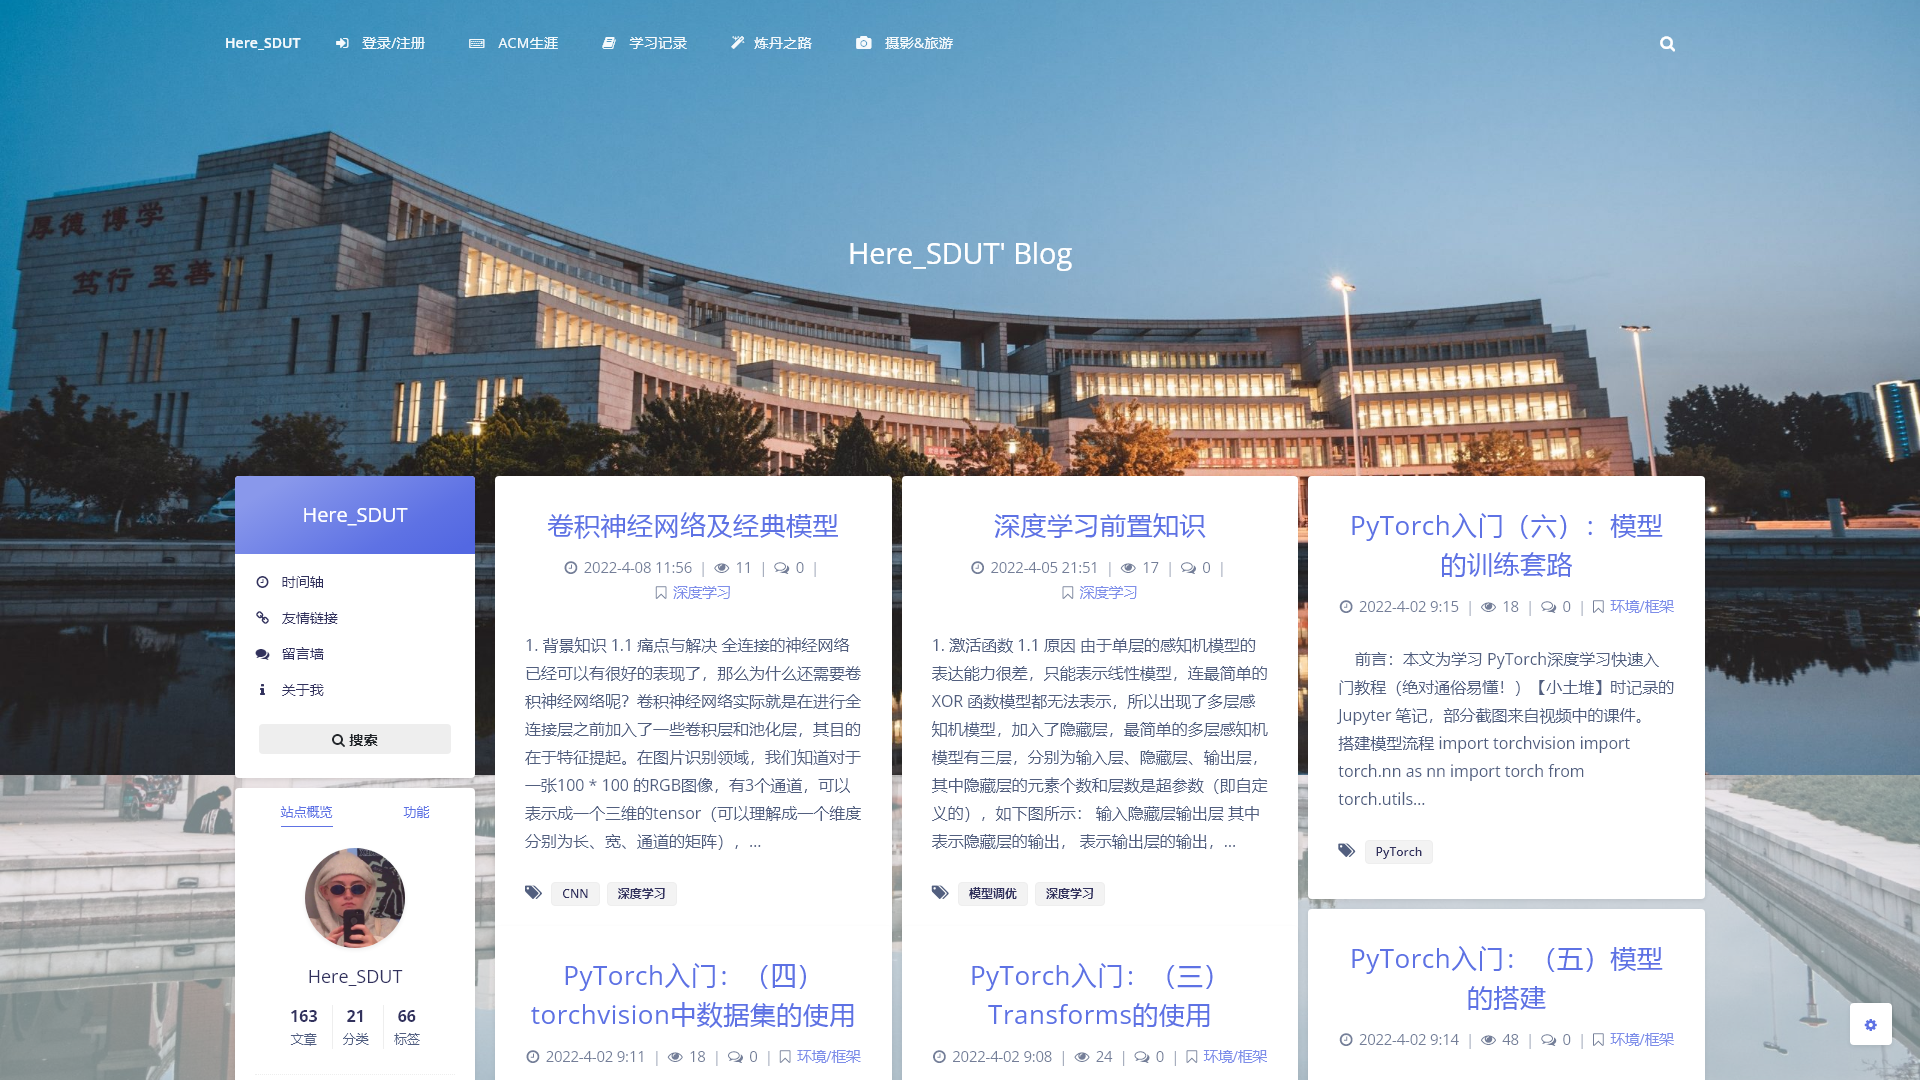 Here_SDUT 登录/注册 ACM生涯 学习记录 炼丹之路 摄影&旅游
厚德 博学
笃行 至善
Here_SDUT' Blog
Here_SDUT
时间轴
友情链接
留言墙
关于我
搜索
站点概览 功能
Here_SDUT
163 21 66
文章 分类 标签
卷积神经网络及经典模型
2022-4-08 11:56 | 11 | 0 |
深度学习
1. 背景知识 1.1 痛点与解决 全连接的神经网络
已经可以有很好的表现了，那么为什么还需要卷
积神经网络呢？卷积神经网络实际就是在进行全
连接层之前加入了一些卷积层和池化层，其目的
在于特征提起。在图片识别领域，我们知道对于
一张100 * 100 的RGB图像，有3个通道，可以
表示成一个三维的tensor（可以理解成一个维度
分别为长、宽、通道的矩阵），...
CNN 深度学习
深度学习前置知识
2022-4-05 21:51 | 17 | 0 |
深度学习
1. 激活函数 1.1 原因 由于单层的感知机模型的
表达能力很差，只能表示线性模型，连最简单的
XOR 函数模型都无法表示，所以出现了多层感
知机模型，加入了隐藏层，最简单的多层感知机
模型有三层，分别为输入层、隐藏层、输出层，
其中隐藏层的元素个数和层数是超参数（即自定
义的），如下图所示： 输入隐藏层输出层 其中
表示隐藏层的输出， 表示输出层的输出，...
模型调优 深度学习
PyTorch入门（六）：模型
的训练套路
2022-4-02 9:15 | 18 | 0 | 环境/框架
前言：本文为学习 PyTorch深度学习快速入
门教程（绝对通俗易懂！）【小土堆】时记录的
Jupyter 笔记，部分截图来自视频中的课件。
搭建模型流程 import torchvision import
torch.nn as nn import torch from
torch.utils...
PyTorch
PyTorch入门：（四）
torchvision中数据集的使用
2022-4-02 9:11 | 18 | 0 | 环境/框架
PyTorch入门：（三）
Transforms的使用
2022-4-02 9:08 | 24 | 0 | 环境/框架
PyTorch入门：（五）模型
的搭建
2022-4-02 9:14 | 48 | 0 | 环境/框架